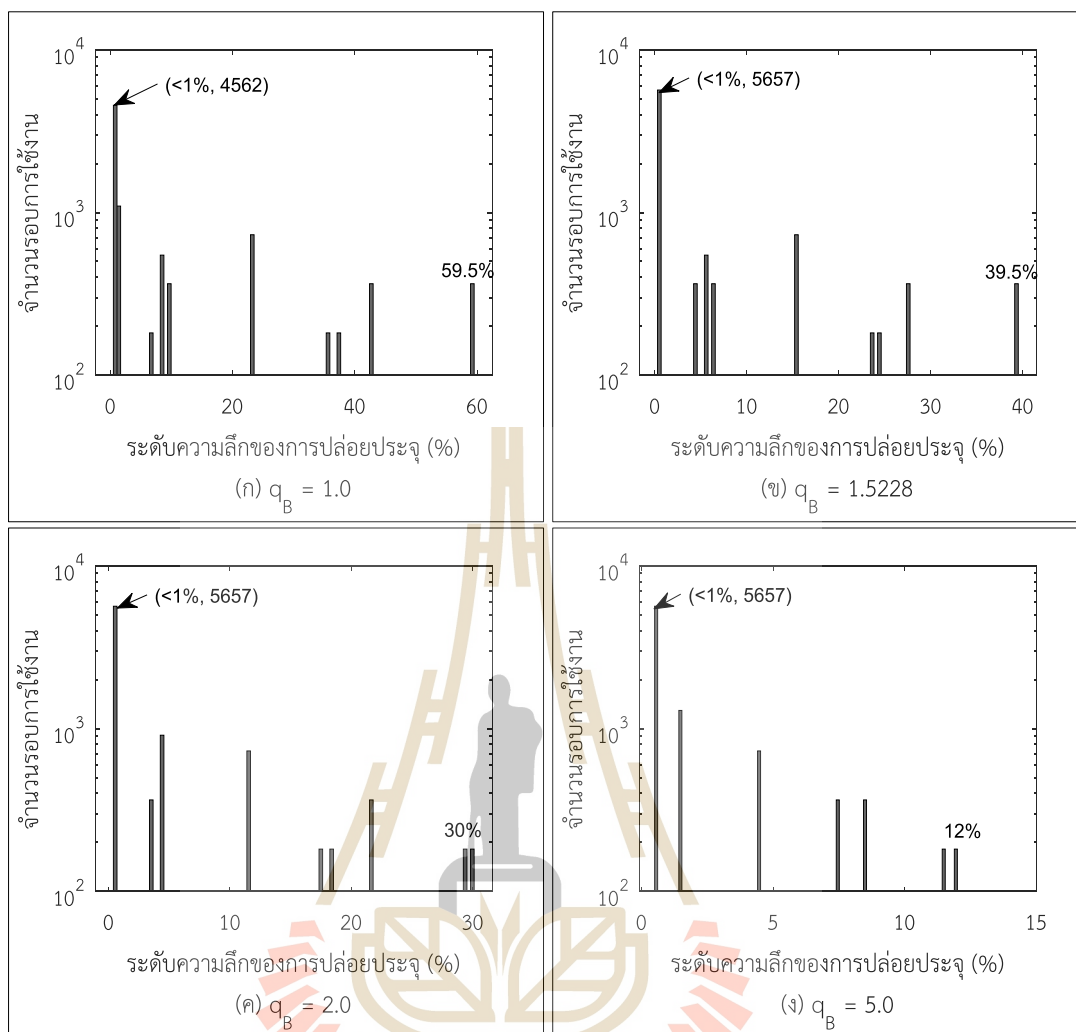 10^4
(<1%, 4562)
10^3
59.5%
10^2
0 20 40 60
จำนวนรอบการใช้งาน
ระดับความลึกของการปล่อยประจุ (%)
(ก) q_B = 1.0
10^4
(<1%, 5657)
10^3
39.5%
10^2
0 10 20 30 40
จำนวนรอบการใช้งาน
ระดับความลึกของการปล่อยประจุ (%)
(ข) q_B = 1.5228
10^4
(<1%, 5657)
10^3
30%
10^2
0 10 20 30
จำนวนรอบการใช้งาน
ระดับความลึกของการปล่อยประจุ (%)
(ค) q_B = 2.0
10^4
(<1%, 5657)
10^3
12%
10^2
0 5 10 15
จำนวนรอบการใช้งาน
ระดับความลึกของการปล่อยประจุ (%)
(ง) q_B = 5.0